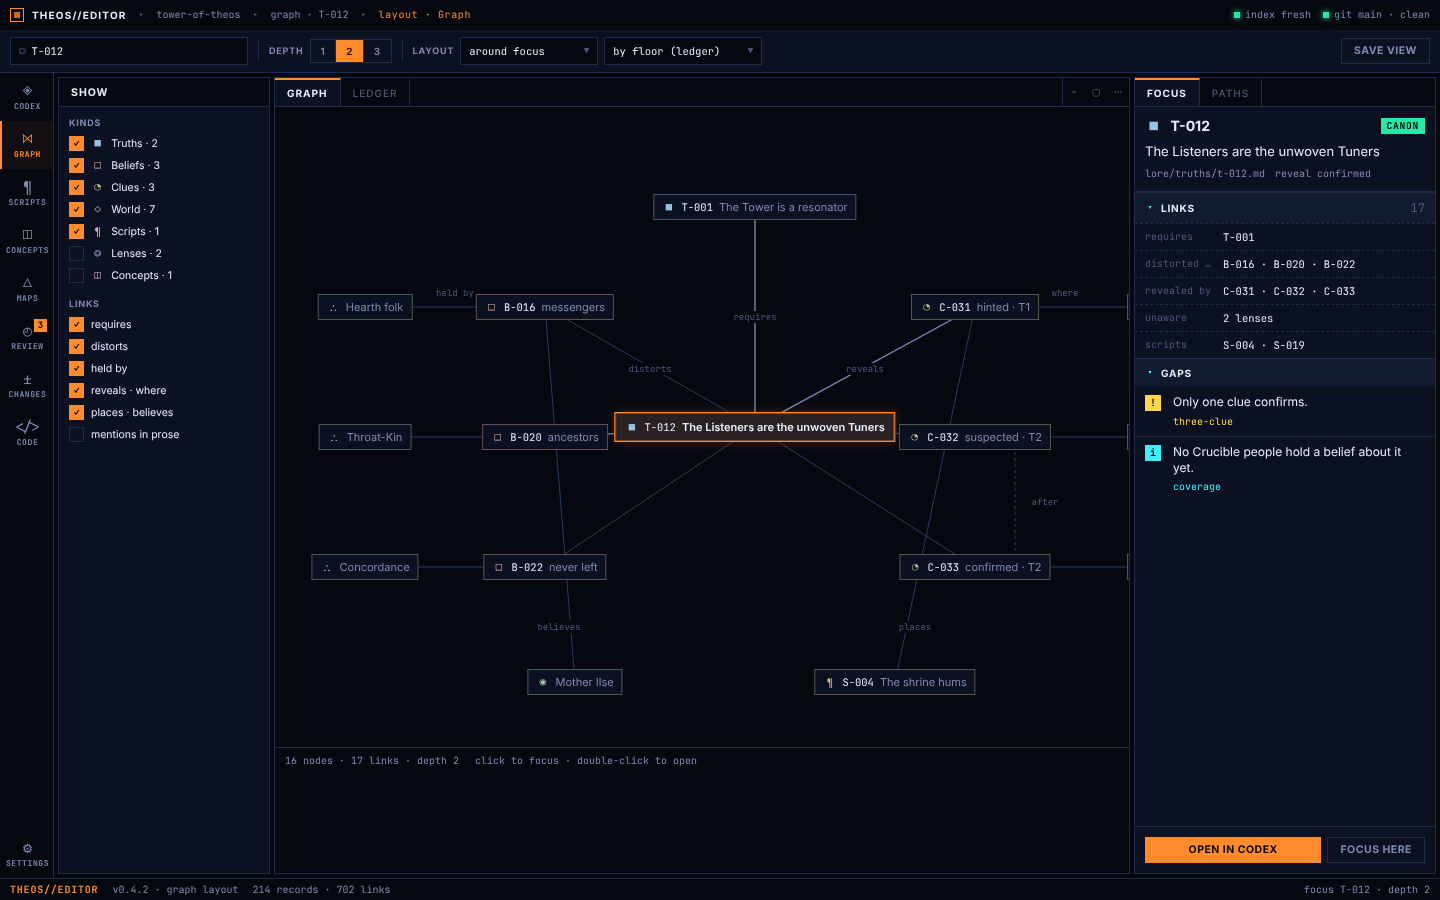 THEOS//EDITOR ▸ tower-of-theos ▸ graph · T-012 ▸ layout · Graph
index fresh git main · clean
T-012
DEPTH 1 2 3
LAYOUT around focus by floor (ledger)
SAVE VIEW
CODEX
GRAPH
SCRIPTS
CONCEPTS
MAPS
3
REVIEW
CHANGES
CODE
SETTINGS
SHOW
KINDS
Truths · 2
Beliefs · 3
Clues · 3
World · 7
Scripts · 1
Lenses · 2
Concepts · 1
LINKS
requires
distorts
held by
reveals · where
places · believes
mentions in prose
GRAPH LEDGER
T-001 The Tower is a resonator
Hearth folk held by B-016 messengers
C-031 hinted · T1 where
requires
distorts reveals
Throat-Kin B-020 ancestors
T-012 The Listeners are the unwoven Tuners
C-032 suspected · T2
after
Concordance B-022 never left
C-033 confirmed · T2
believes places
Mother Ilse
S-004 The shrine hums
16 nodes · 17 links · depth 2 click to focus · double-click to open
FOCUS PATHS
T-012 CANON
The Listeners are the unwoven Tuners
lore/truths/t-012.md reveal confirmed
LINKS 17
requires T-001
distorted … B-016 · B-020 · B-022
revealed by C-031 · C-032 · C-033
unaware 2 lenses
scripts S-004 · S-019
GAPS
! Only one clue confirms.
three-clue
i No Crucible people hold a belief about it
yet.
coverage
OPEN IN CODEX FOCUS HERE
THEOS//EDITOR v0.4.2 · graph layout 214 records · 702 links
focus T-012 · depth 2